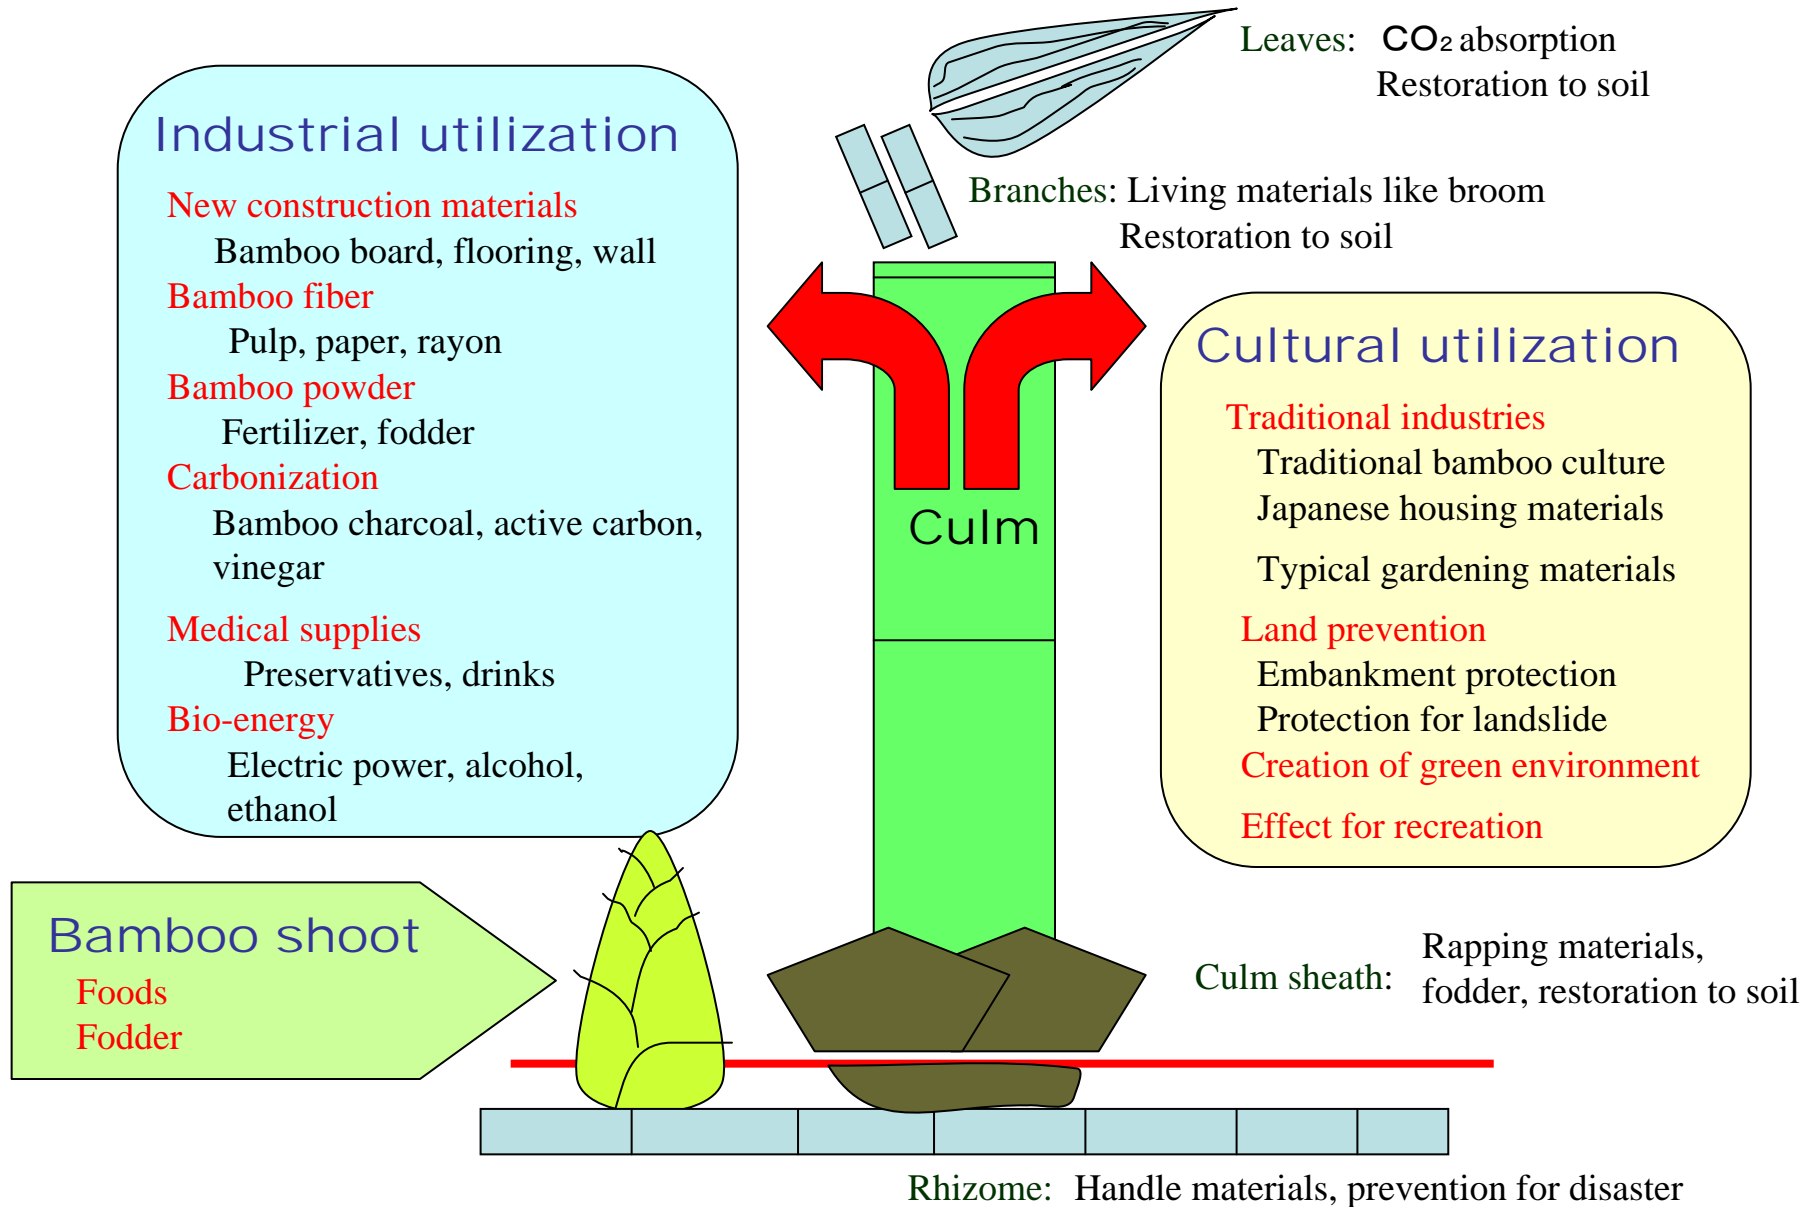 Leaves: CO₂ absorption
Restoration to soil
Branches: Living materials like broom
Restoration to soil
Industrial utilization
New construction materials
Bamboo board, flooring, wall
Bamboo fiber
Pulp, paper, rayon
Bamboo powder
Fertilizer, fodder
Carbonization
Bamboo charcoal, active carbon,
vinegar
Medical supplies
Preservatives, drinks
Bio-energy
Electric power, alcohol,
ethanol
Culm
Cultural utilization
Traditional industries
Traditional bamboo culture
Japanese housing materials
Typical gardening materials
Land prevention
Embankment protection
Protection for landslide
Creation of green environment
Effect for recreation
Bamboo shoot
Foods
Fodder
Culm sheath: Rapping materials,
fodder, restoration to soil
Rhizome: Handle materials, prevention for disaster